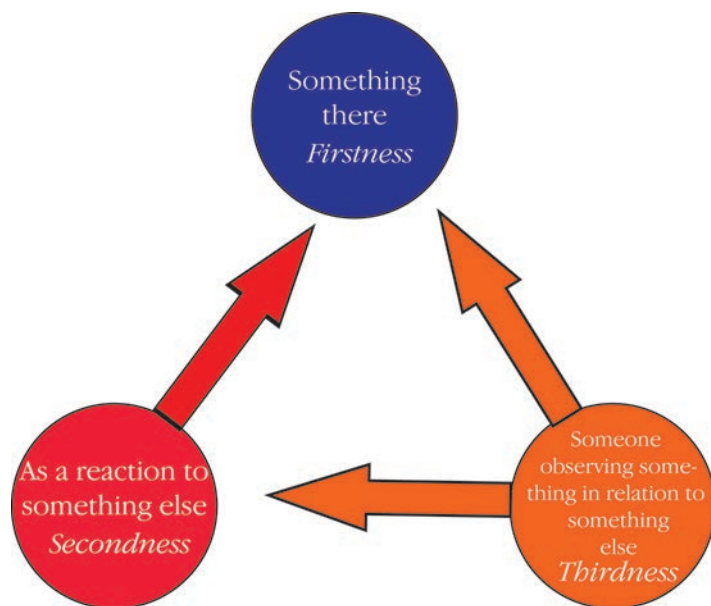 Something
there
Firstness
As a reaction to
something else
Secondness
Someone
observing some-
thing in relation to
something
else
Thirdness